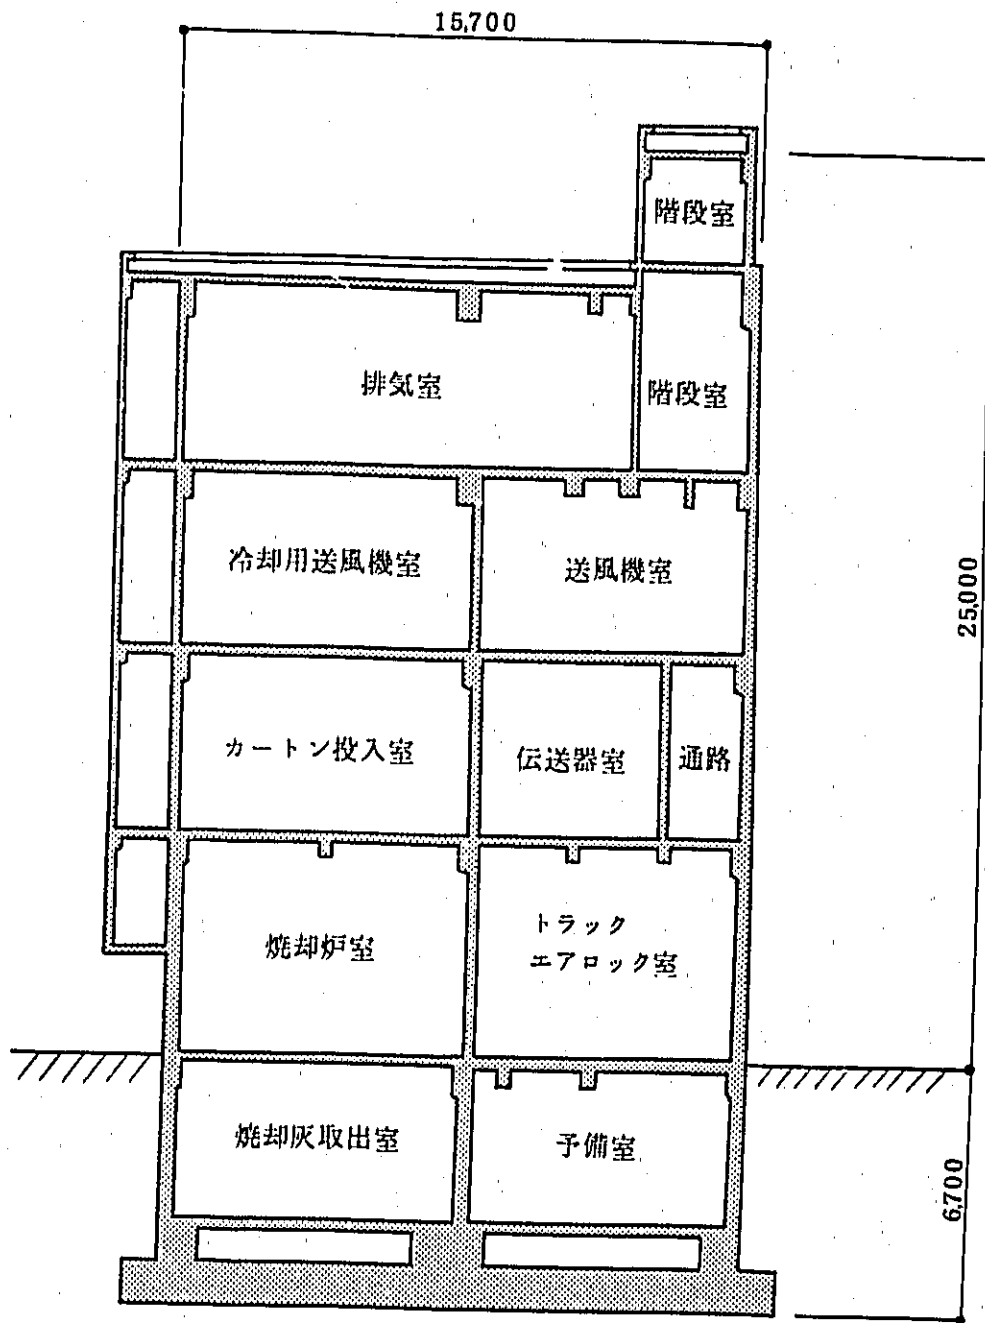 15,700
階段室
排気室
階段室
冷却用送風機室
送風機室
25,000
カートン投入室
伝送器室
通路
焼却炉室
トラック
エアロック室
焼却灰取出室
予備室
6,700